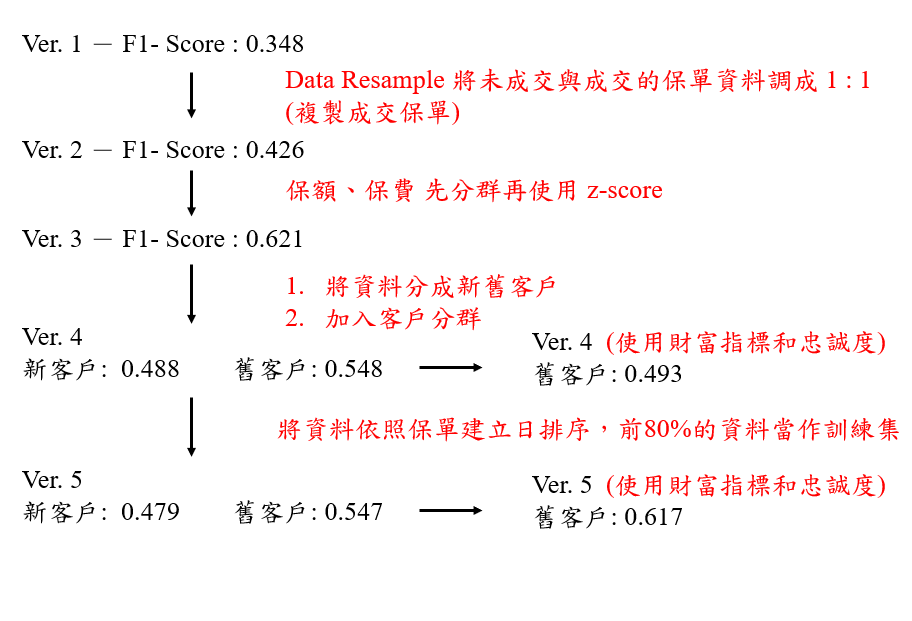 Ver. 1 － F1- Score : 0.348
Data Resample 將未成交與成交的保單資料調成 1 : 1
(複製成交保單)
Ver. 2 － F1- Score : 0.426
保額、保費 先分群再使用 z-score
Ver. 3 － F1- Score : 0.621
1. 將資料分成新舊客戶
2. 加入客戶分群
Ver. 4
新客戶: 0.488 舊客戶: 0.548
Ver. 4 (使用財富指標和忠誠度)
舊客戶: 0.493
將資料依照保單建立日排序，前80%的資料當作訓練集
Ver. 5
新客戶: 0.479 舊客戶: 0.547
Ver. 5 (使用財富指標和忠誠度)
舊客戶: 0.617